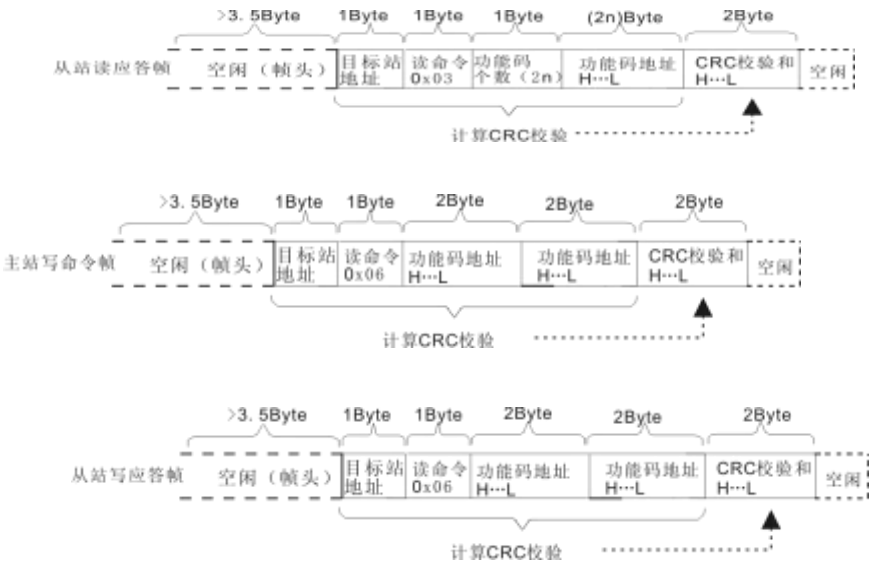 >3. 5Byte 1Byte 1Byte 1Byte (2n)Byte 2Byte
从站读应答帧 空闲（帧头） 目标站 读命令 功能码 功能码地址 CRC校验和 空闲
地址 0x03 个数（2n） H…L H…L
计算CRC校验
>3. 5Byte 1Byte 1Byte 2Byte 2Byte 2Byte
主站写命令帧 空闲（帧头） 目标站 读命令 功能码地址 功能码地址 CRC校验和 空闲
地址 0x06 H…L H…L H…L
计算CRC校验
>3. 5Byte 1Byte 1Byte 2Byte 2Byte 2Byte
从站写应答帧 空闲（帧头） 目标站 读命令 功能码地址 功能码地址 CRC校验和 空闲
地址 0x06 H…L H…L H…L
计算CRC校验